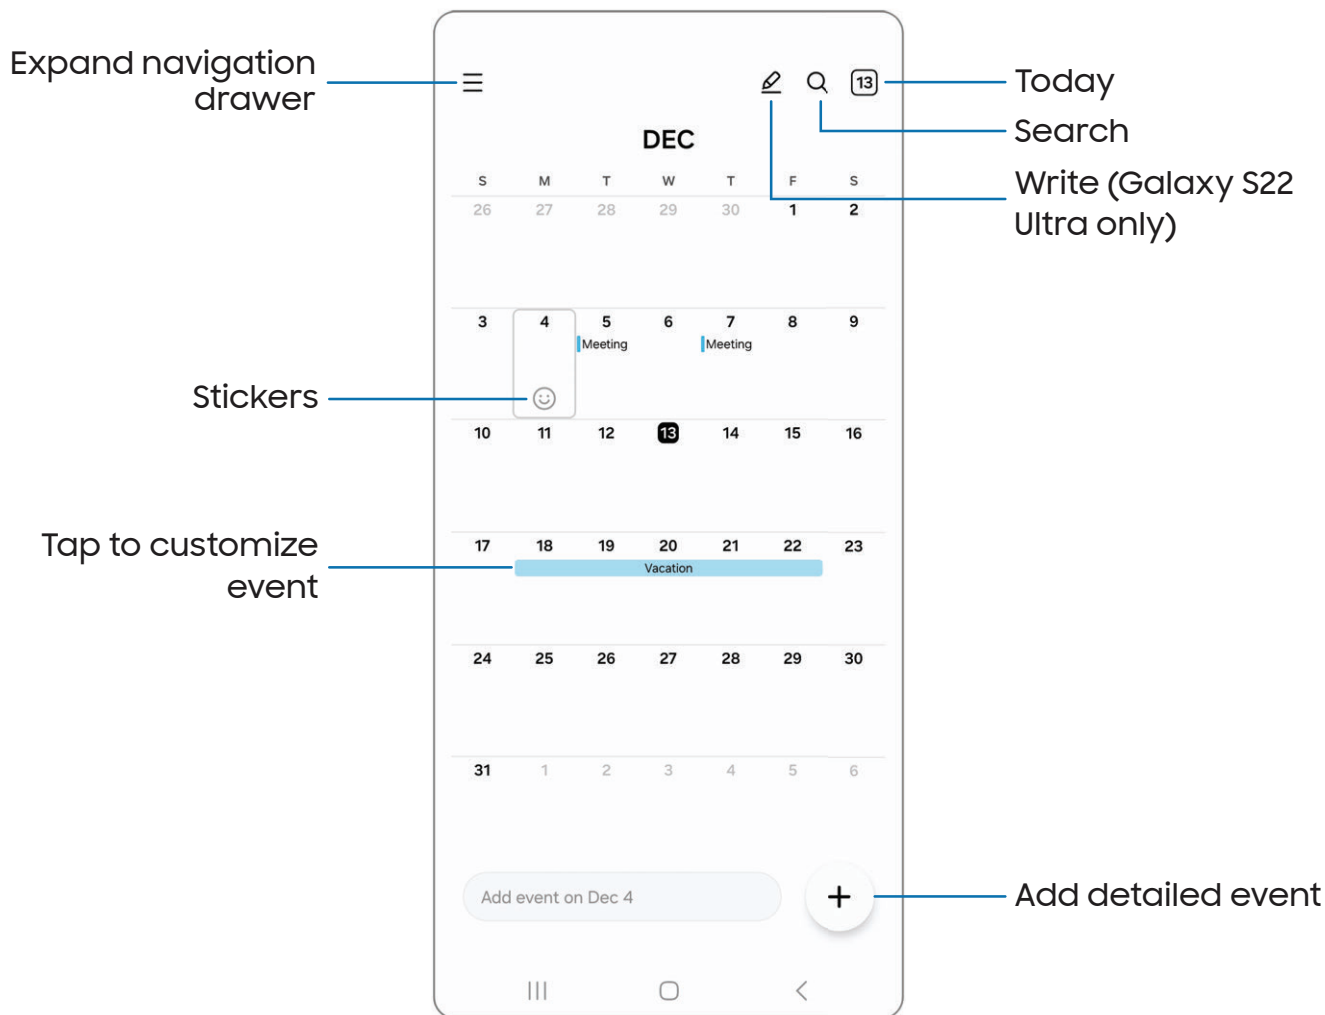 Expand navigation
drawer
13
Today
Search
DEC
Write (Galaxy S22
Ultra only)
S M T W T F S
26 27 28 29 30 1 2
3 4 5 6 7 8 9
Meeting Meeting
Stickers
10 11 12 13 14 15 16
Tap to customize
event
17 18 19 20 21 22 23
Vacation
24 25 26 27 28 29 30
31 1 2 3 4 5 6
Add event on Dec 4
Add detailed event